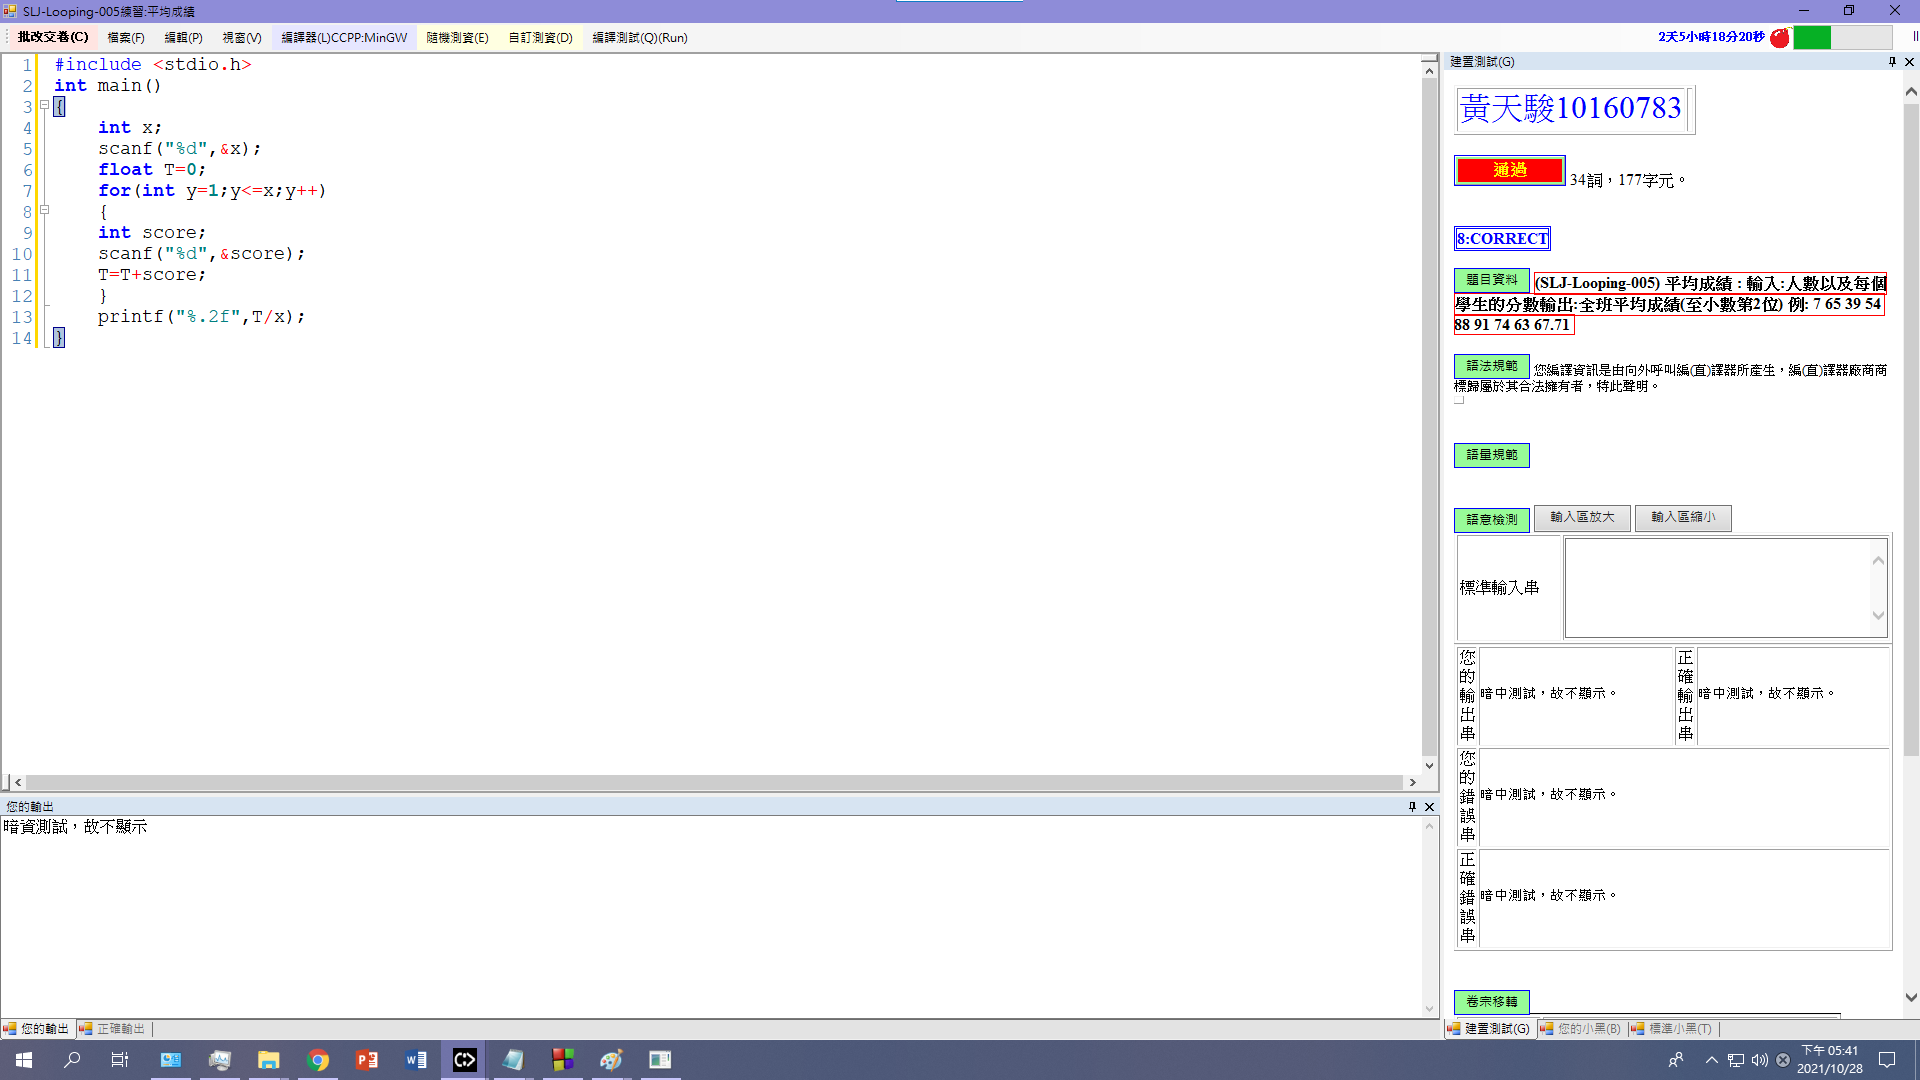 SLJ-Looping-005練習:平均成績
批改交卷(C) 檔案(F) 編輯(P) 視窗(V) 編譯器(L)CCPP:MinGW 隨機測資(E) 自訂測資(D) 編譯測試(Q)(Run) 2天5小時18分20秒
1 #include <stdio.h>
2 int main()
3 {
4 int x;
5 scanf("%d",&x);
6 float T=0;
7 for(int y=1;y<=x;y++)
8 {
9 int score;
10 scanf("%d",&score);
11 T=T+score;
12 }
13 printf("%.2f",T/x);
14 }
您的輸出
暗資測試，故不顯示
您的輸出 正確輸出
建置測試(G)
黃天駿10160783
通過 34詞，177字元。
8:CORRECT
題目資料 (SLJ-Looping-005) 平均成績 : 輸入:人數以及每個
學生的分數輸出:全班平均成績(至小數第2位) 例: 7 65 39 54
88 91 74 63 67.71
語法規範 您編譯資訊是由向外呼叫編(直)譯器所產生，編(直)譯器廠商商
標歸屬於其合法擁有者，特此聲明。
語量規範
語意檢測 輸入區放大 輸入區縮小
標準輸入串
您的輸出串 暗中測試，故不顯示。 正確輸出串 暗中測試，故不顯示。
您的錯誤串 暗中測試，故不顯示。
正確錯誤串 暗中測試，故不顯示。
卷宗移轉
建置測試(G) 您的小黑(B) 標準小黑(T)
下午 05:41
2021/10/28